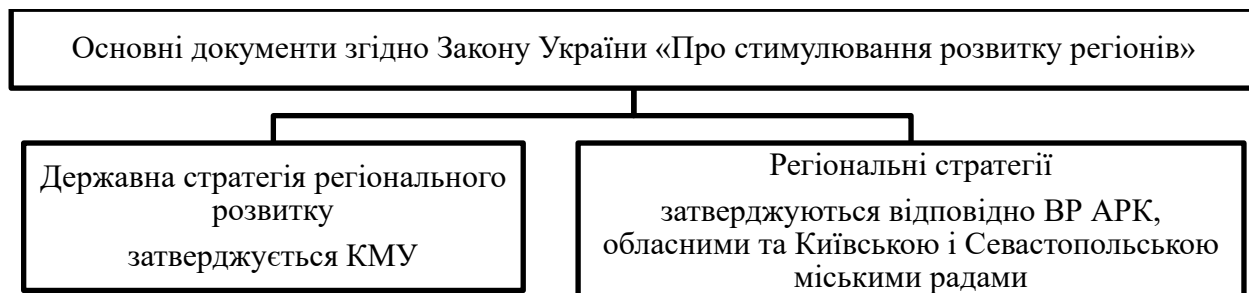 Основні документи згідно Закону України «Про стимулювання розвитку регіонів»
Державна стратегія регіонального
розвитку
затверджується КМУ
Регіональні стратегії
затверджуються відповідно ВР АРК,
обласними та Київською і Севастопольською
міськими радами